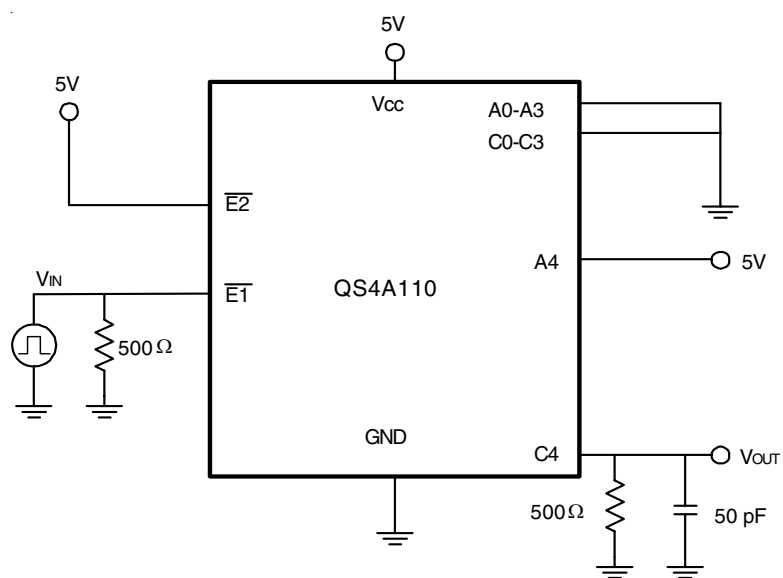 5V
5V
Vcc
A0-A3
C0-C3
E2
A4
5V
VIN
E1
QS4A110
500Ω
GND
C4
VOUT
500Ω
50 pF